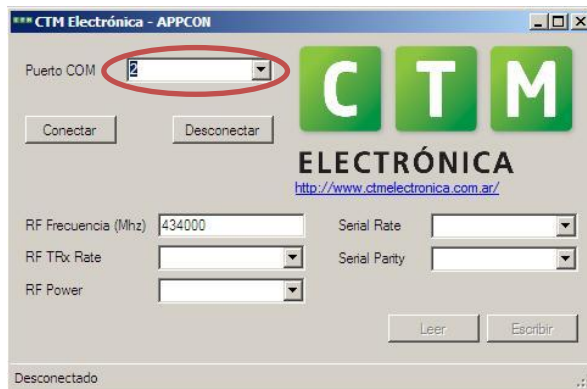 CTM Electrónica - APPCON
Puerto COM 2
Conectar Desconectar
CTM
ELECTRÓNICA
http://www.ctmelectronica.com.ar/
RF Frecuencia (Mhz) 434000 Serial Rate
RF TRx Rate Serial Parity
RF Power
Leer Escribir
Desconectado